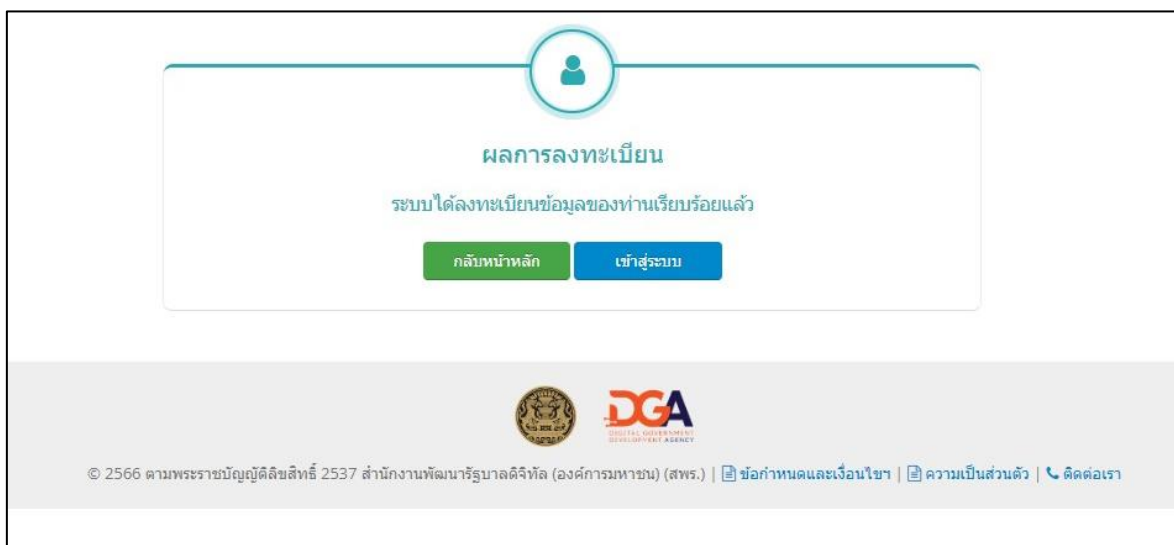 ผลการลงทะเบียน
ระบบได้ลงทะเบียนข้อมูลของท่านเรียบร้อยแล้ว
กลับหน้าหลัก เข้าสู่ระบบ
DGA
DIGITAL GOVERNMENT
DEVELOPMENT AGENCY
© 2566 ตามพระราชบัญญัติลิขสิทธิ์ 2537 สำนักงานพัฒนารัฐบาลดิจิทัล (องค์การมหาชน) (สพร.) | ข้อกำหนดและเงื่อนไขฯ | ความเป็นส่วนตัว | ติดต่อเรา